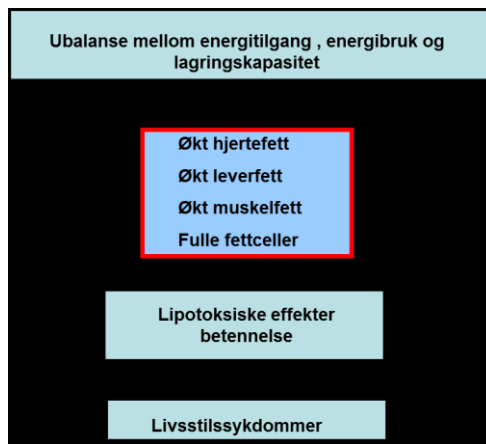 Ubalanse mellom energitilgang , energibruk og
lagringskapasitet
Økt hjertefett
Økt leverfett
Økt muskelfett
Fulle fettceller
Lipotoksiske effekter
betennelse
Livsstilssykdommer